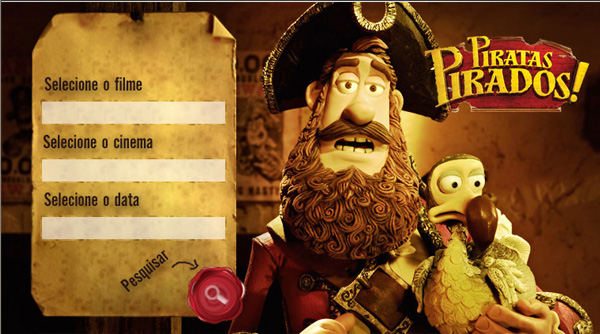 Selecione o filme
Selecione o cinema
Selecione o data
Pesquisar
PIRATAS
PIRADOS!